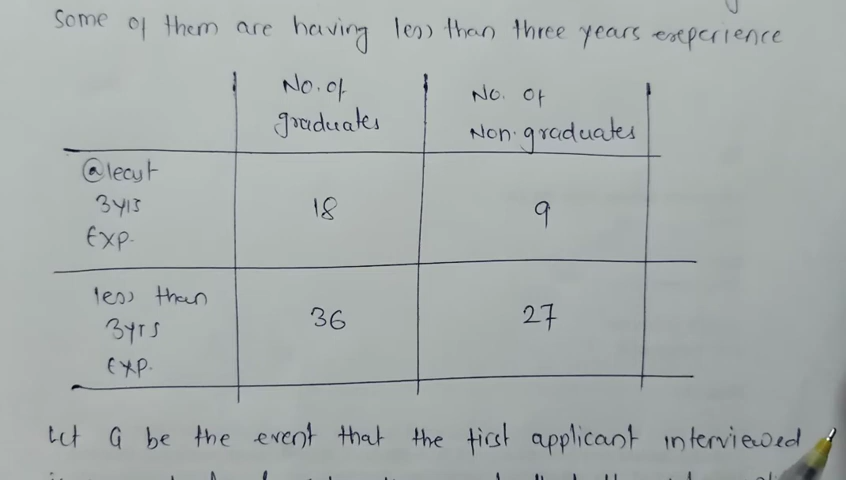 Some of them are having less than three years experience
No. of graduates
No. of Non-graduates
@least 3yrs Exp.
18
9
less than 3yrs Exp.
36
27
Let G be the event that the first applicant interviewed